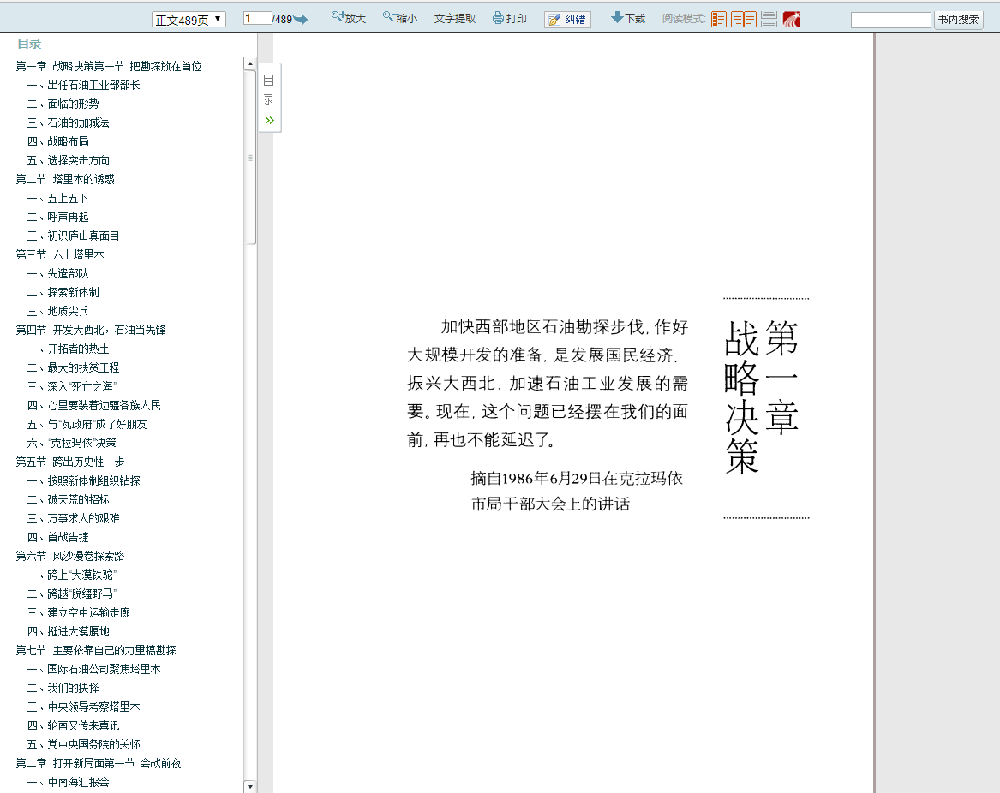 正文489页
1 /489
放大
缩小
文字提取
打印
纠错
下载
阅读模式:
书内搜索
目录
第一章 战略决策第一节 把勘探放在首位
一、出任石油工业部部长
二、面临的形势
三、石油的加减法
四、战略布局
五、选择突击方向
第二节 塔里木的诱惑
一、五上五下
二、呼声再起
三、初识庐山真面目
第三节 六上塔里木
一、先遣部队
二、探索新体制
三、地质尖兵
第四节 开发大西北，石油当先锋
一、开拓者的热土
二、最大的扶贫工程
三、深入“死亡之海”
四、心里要装着边疆各族人民
五、与“瓦政府”成了好朋友
六、“克拉玛依”决策
第五节 跨出历史性一步
一、按照新体制组织钻探
二、破天荒的招标
三、万事求人的艰难
四、首战告捷
第六节 风沙漫卷探索路
一、跨上“大漠铁驼”
二、跨越“脱缰野马”
三、建立空中运输走廊
四、挺进大漠腹地
第七节 主要依靠自己的力量搞勘探
一、国际石油公司聚焦塔里木
二、我们的抉择
三、中央领导考察塔里木
四、轮南又传来喜讯
五、党中央国务院的关怀
第二章 打开新局面第一节 会战前夜
一、中南海汇报会
目
录
»
第一章
战略决策
加快西部地区石油勘探步伐，作好
大规模开发的准备，是发展国民经济、
振兴大西北、加速石油工业发展的需
要。现在，这个问题已经摆在我们的面
前，再也不能延迟了。
摘自1986年6月29日在克拉玛依
市局干部大会上的讲话